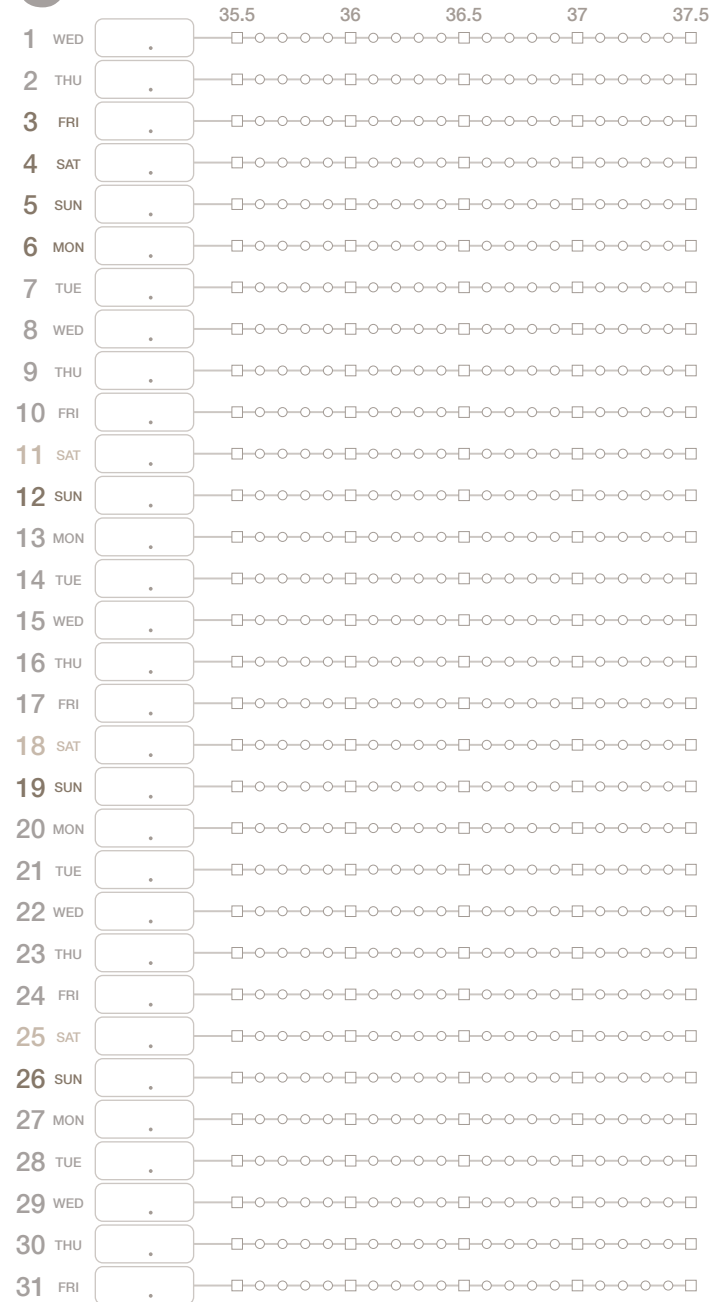 35.5 36 36.5 37 37.5
1 WED .
2 THU .
3 FRI .
4 SAT .
5 SUN .
6 MON .
7 TUE .
8 WED .
9 THU .
10 FRI .
11 SAT .
12 SUN .
13 MON .
14 TUE .
15 WED .
16 THU .
17 FRI .
18 SAT .
19 SUN .
20 MON .
21 TUE .
22 WED .
23 THU .
24 FRI .
25 SAT .
26 SUN .
27 MON .
28 TUE .
29 WED .
30 THU .
31 FRI .